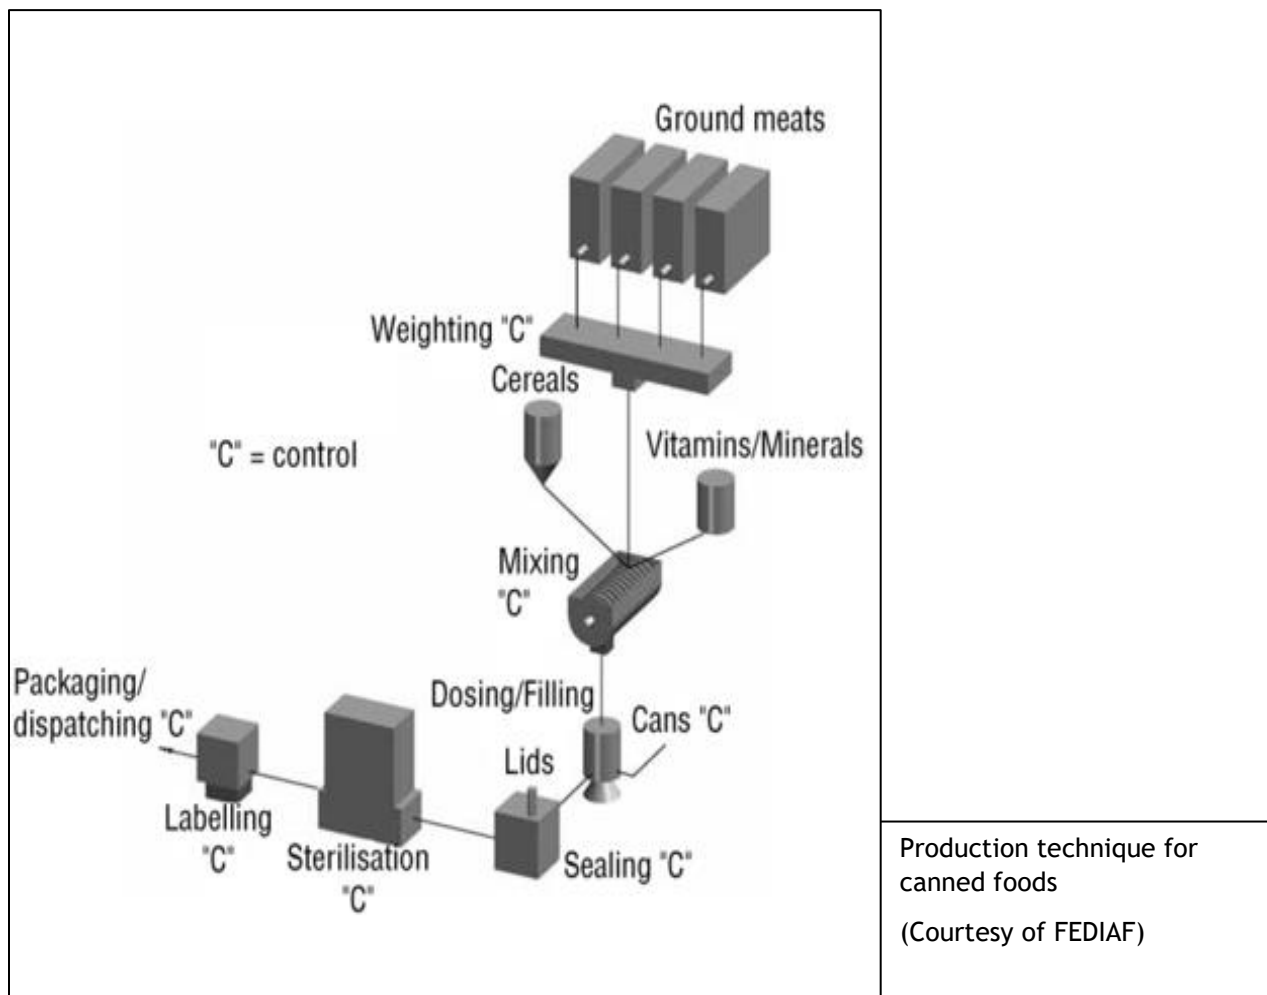 Ground meats
Weighting "C"
Cereals
"C" = control
Vitamins/Minerals
Mixing
"C"
Dosing/Filling
Cans "C"
Packaging/
dispatching "C"
Lids
Labelling
"C"
Sterilisation
"C"
Sealing "C"
Production technique for
canned foods
(Courtesy of FEDIAF)